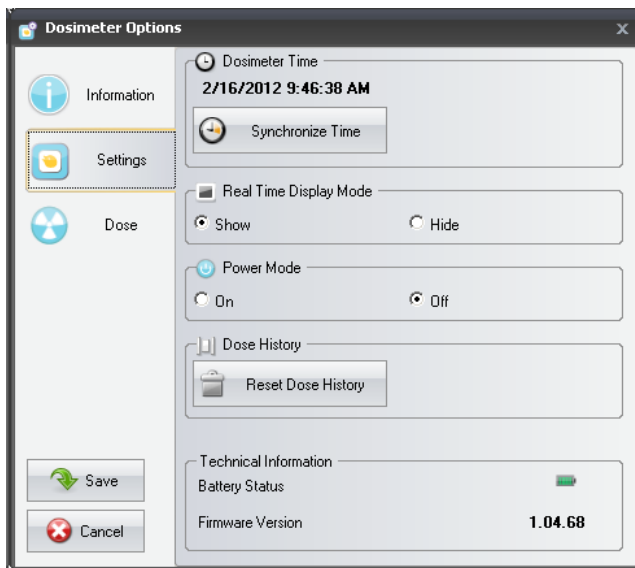 Dosimeter Options
x
Information
Settings
Dose
Save
Cancel
Dosimeter Time
2/16/2012 9:46:38 AM
Synchronize Time
Real Time Display Mode
Show Hide
Power Mode
On Off
Dose History
Reset Dose History
Technical Information
Battery Status
Firmware Version 1.04.68